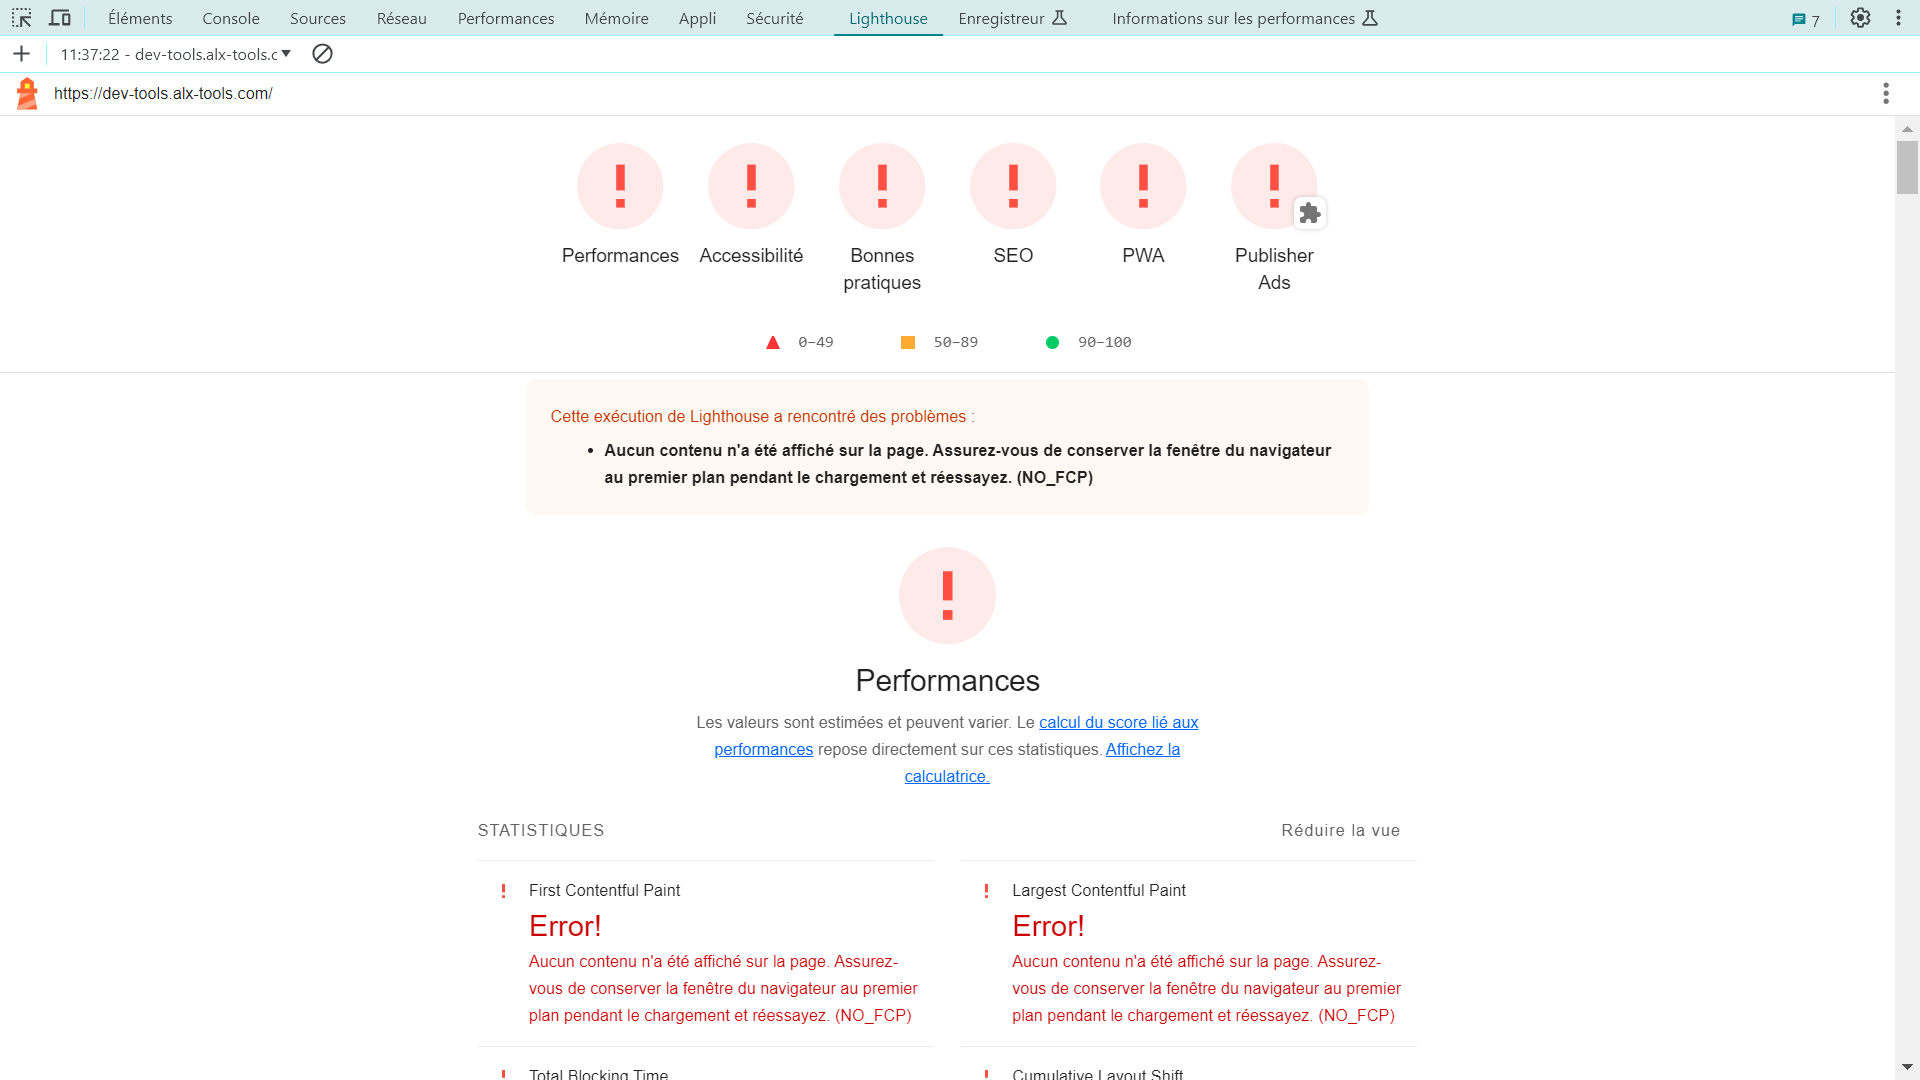 Éléments Console Sources Réseau Performances Mémoire Appli Sécurité Lighthouse Enregistreur Informations sur les performances 7
11:37:22 - dev-tools.alx-tools.c
https://dev-tools.alx-tools.com/
Performances Accessibilité Bonnes pratiques SEO PWA Publisher Ads
0–49 50–89 90–100
Cette exécution de Lighthouse a rencontré des problèmes :
• Aucun contenu n'a été affiché sur la page. Assurez-vous de conserver la fenêtre du navigateur
au premier plan pendant le chargement et réessayez. (NO_FCP)
Performances
Les valeurs sont estimées et peuvent varier. Le calcul du score lié aux
performances repose directement sur ces statistiques. Affichez la
calculatrice.
STATISTIQUES
Réduire la vue
First Contentful Paint
Error!
Aucun contenu n'a été affiché sur la page. Assurez-
vous de conserver la fenêtre du navigateur au premier
plan pendant le chargement et réessayez. (NO_FCP)
Largest Contentful Paint
Error!
Aucun contenu n'a été affiché sur la page. Assurez-
vous de conserver la fenêtre du navigateur au premier
plan pendant le chargement et réessayez. (NO_FCP)
Total Blocking Time
Cumulative Layout Shift